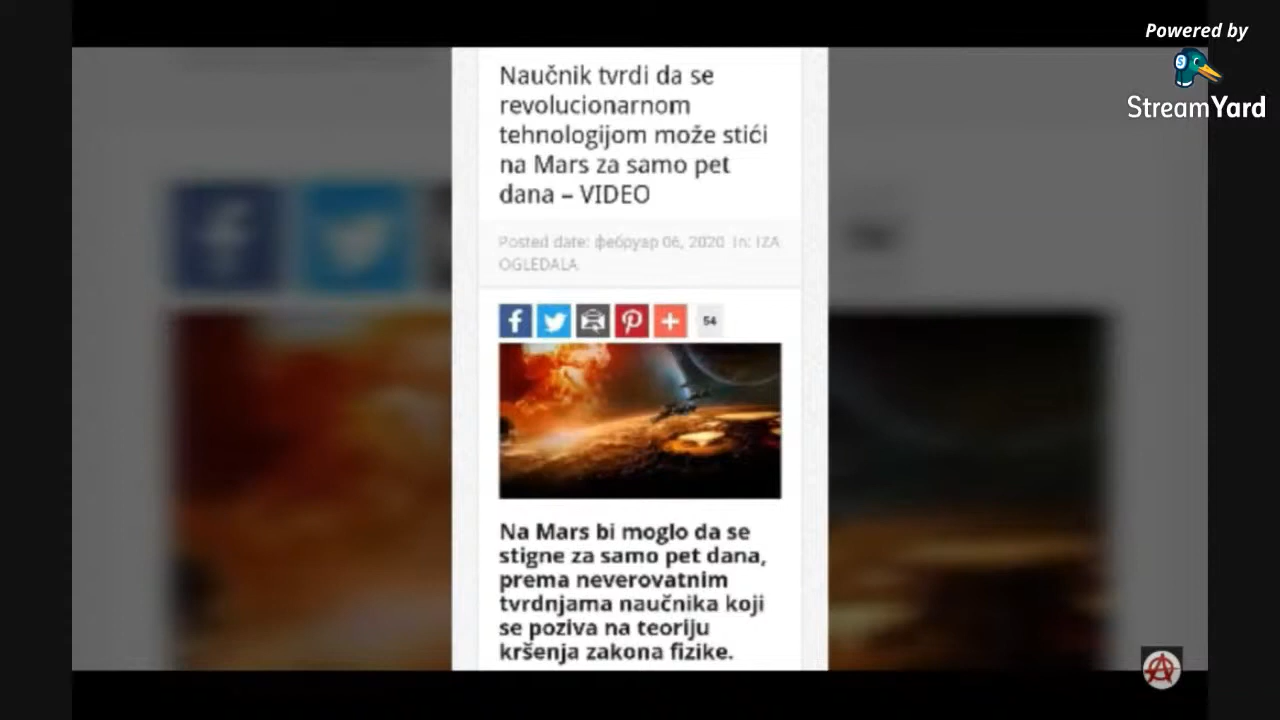 Powered by
StreamYard
Naučnik tvrdi da se
revolucionarnom
tehnologijom može stići
na Mars za samo pet
dana – VIDEO
Posted date: фебруар 06, 2020 In: IZA
OGLEDALA
54
Na Mars bi moglo da se
stigne za samo pet dana,
prema neverovatnim
tvrdnjama naučnika koji
se poziva na teoriju
kršenja zakona fizike.